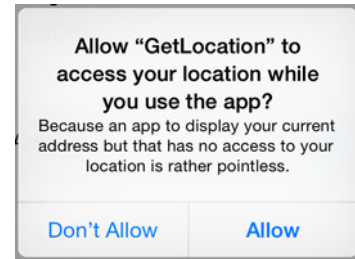 Allow “GetLocation” to
access your location while
you use the app?
Because an app to display your current
address but that has no access to your
location is rather pointless.
Don’t Allow
Allow